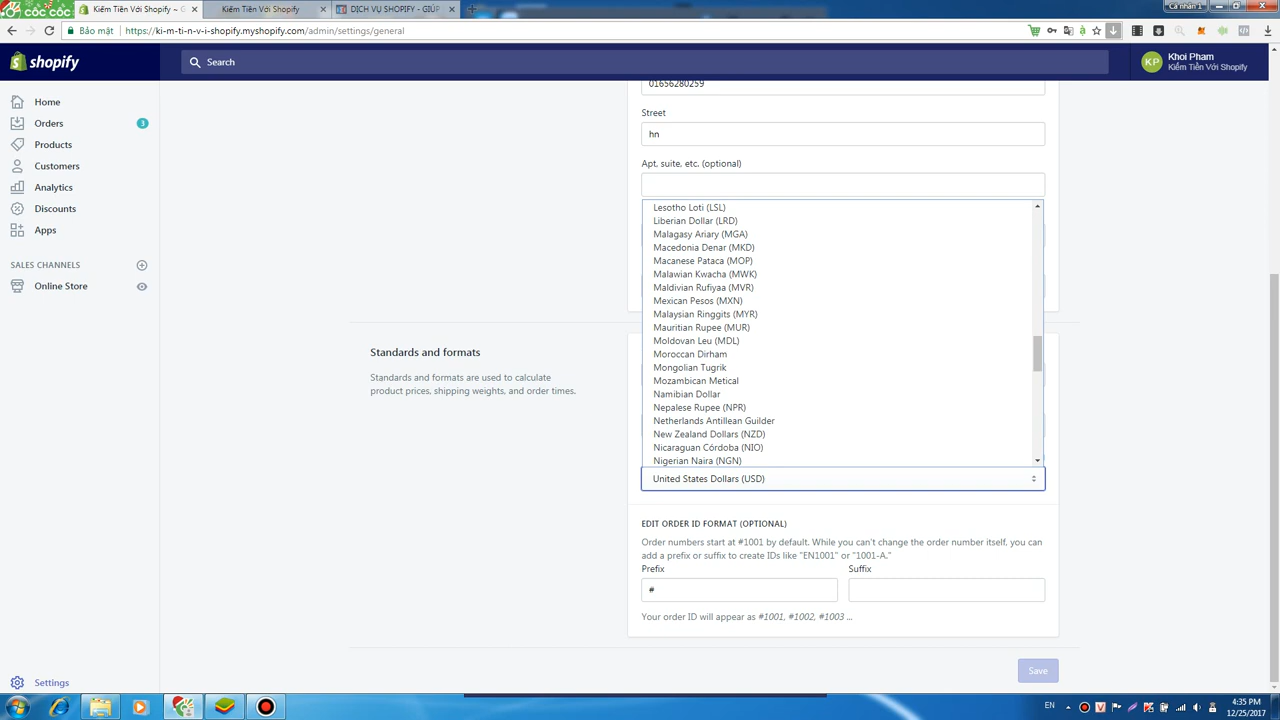 CỐC CỐC
Kiếm Tiền Với Shopify ~ G
Kiếm Tiền Với Shopify
DỊCH VỤ SHOPIFY - GIÚP
Cá nhân 1
Bảo mật
https://ki-m-ti-n-v-i-shopify.myshopify.com/admin/settings/general
shopify
Search
KP
Khoi Pham
Kiếm Tiền Với Shopify
Home
Orders
3
Products
Customers
Analytics
Discounts
Apps
SALES CHANNELS
Online Store
Settings
01656280259
Street
hn
Apt, suite, etc. (optional)
Lesotho Loti (LSL)
Liberian Dollar (LRD)
Malagasy Ariary (MGA)
Macedonia Denar (MKD)
Macanese Pataca (MOP)
Malawian Kwacha (MWK)
Maldivian Rufiyaa (MVR)
Mexican Pesos (MXN)
Malaysian Ringgits (MYR)
Mauritian Rupee (MUR)
Moldovan Leu (MDL)
Moroccan Dirham
Mongolian Tugrik
Mozambican Metical
Namibian Dollar
Nepalese Rupee (NPR)
Netherlands Antillean Guilder
New Zealand Dollars (NZD)
Nicaraguan Córdoba (NIO)
Nigerian Naira (NGN)
United States Dollars (USD)
Standards and formats
Standards and formats are used to calculate
product prices, shipping weights, and order times.
EDIT ORDER ID FORMAT (OPTIONAL)
Order numbers start at #1001 by default. While you can't change the order number itself, you can
add a prefix or suffix to create IDs like "EN1001" or "1001-A."
Prefix
Suffix
#
Your order ID will appear as #1001, #1002, #1003 ...
Save
EN
4:35 PM
12/25/2017